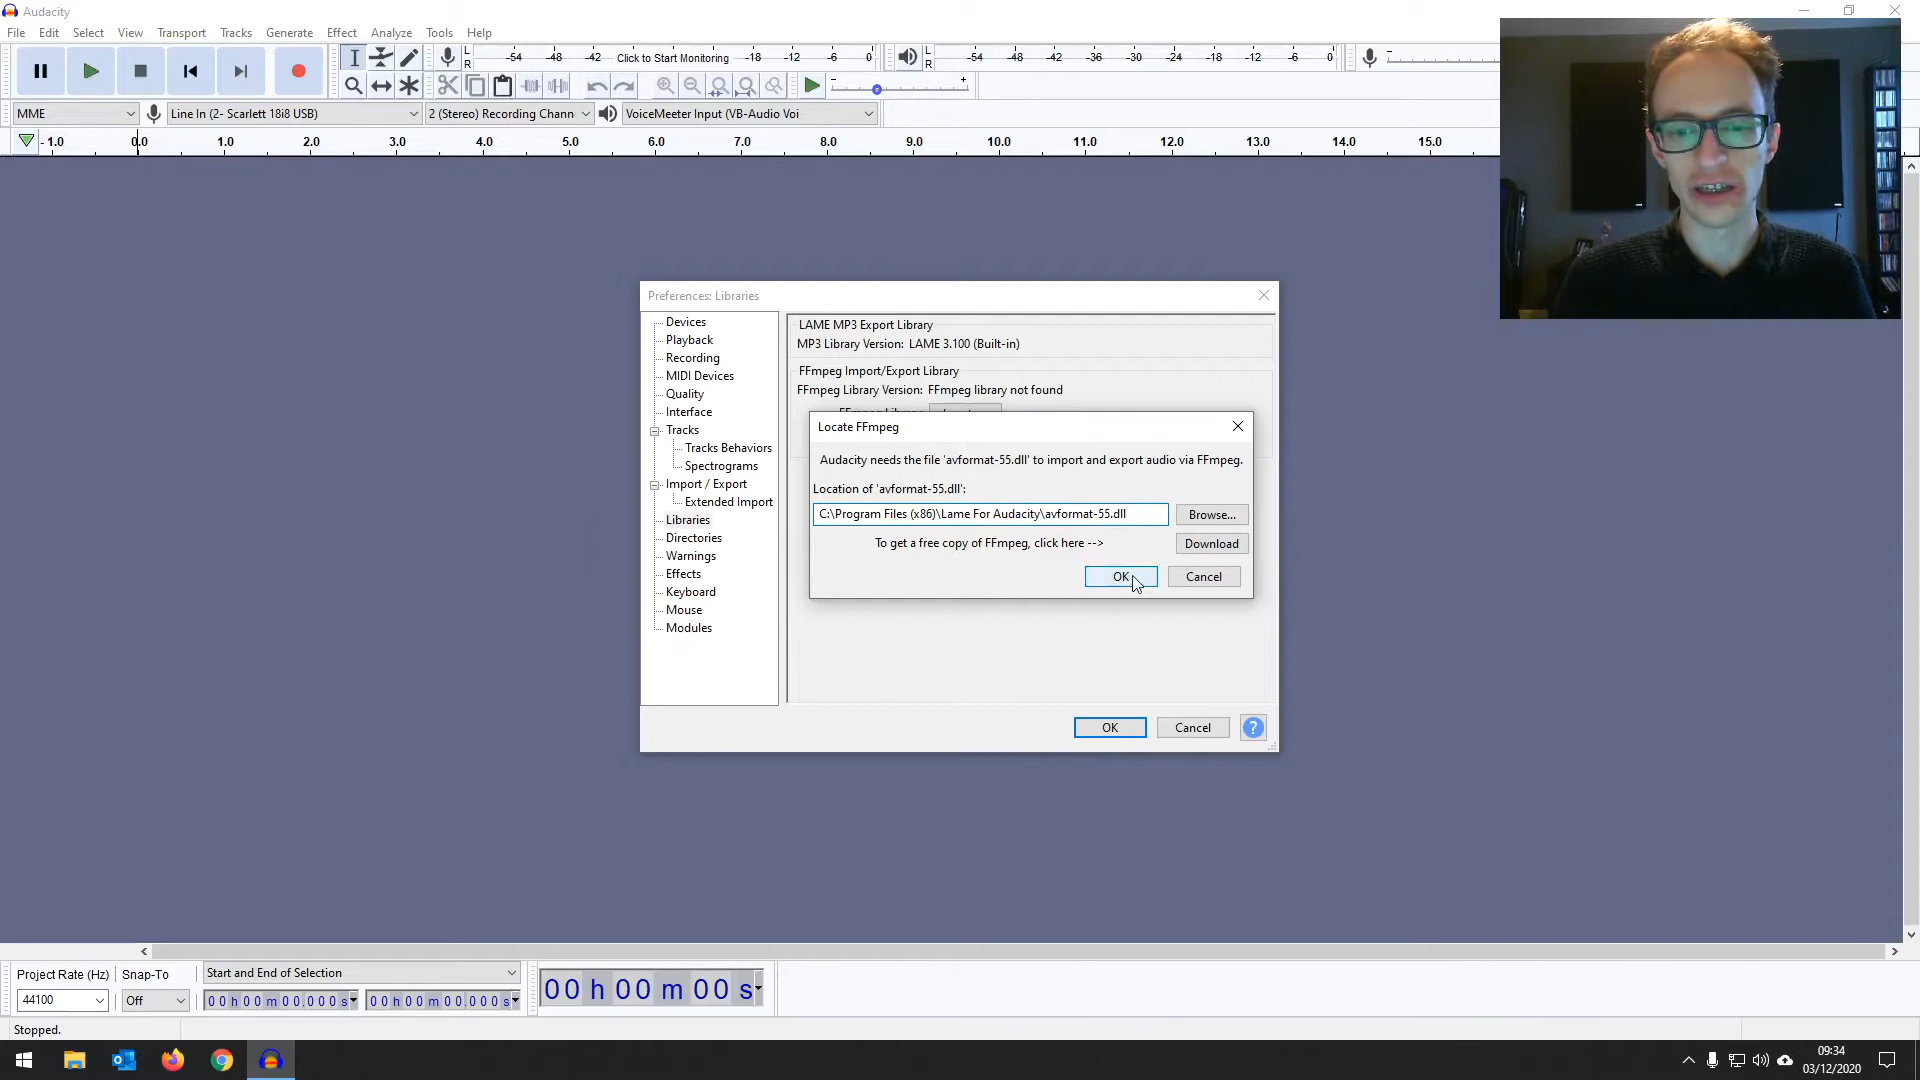 Audacity
File Edit Select View Transport Tracks Generate Effect Analyze Tools Help
L R -54 -48 -42 Click to Start Monitoring -18 -12 -6 0 L R -54 -48 -42 -36 -30 -24 -18 -12 -6 0
- +
MME Line In (2- Scarlett 18i8 USB) 2 (Stereo) Recording Chann VoiceMeeter Input (VB-Audio Voi
- 1.0 0.0 1.0 2.0 3.0 4.0 5.0 6.0 7.0 8.0 9.0 10.0 11.0 12.0 13.0 14.0 15.0
Preferences: Libraries
Devices
Playback
Recording
MIDI Devices
Quality
Interface
Tracks
Tracks Behaviors
Spectrograms
Import / Export
Extended Import
Libraries
Directories
Warnings
Effects
Keyboard
Mouse
Modules
LAME MP3 Export Library
MP3 Library Version: LAME 3.100 (Built-in)
FFmpeg Import/Export Library
FFmpeg Library Version: FFmpeg library not found
Locate FFmpeg
Audacity needs the file 'avformat-55.dll' to import and export audio via FFmpeg.
Location of 'avformat-55.dll':
C:\Program Files (x86)\Lame For Audacity\avformat-55.dll Browse...
To get a free copy of FFmpeg, click here --> Download
OK Cancel
OK Cancel ?
Project Rate (Hz) Snap-To Start and End of Selection
44100 Off 00 h 00 m 00.000 s 00 h 00 m 00.000 s 00 h 00 m 00 s
Stopped.
09:34
03/12/2020